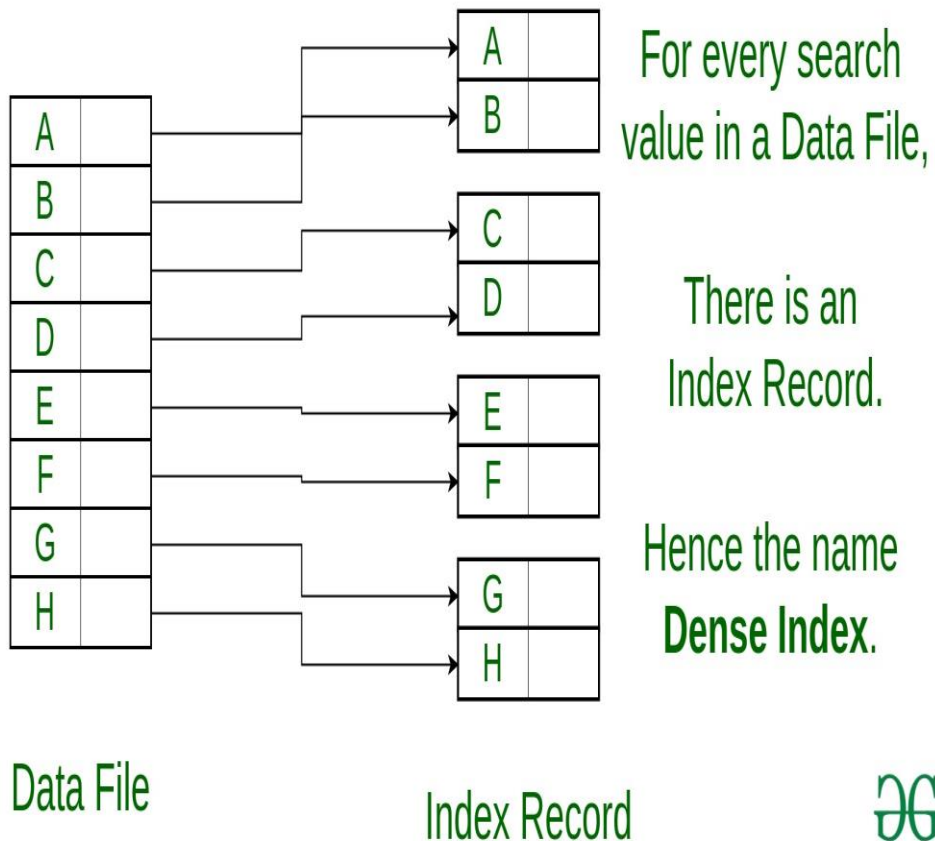 A
B
C
D
E
F
G
H
Data File
A
B
C
D
E
F
G
H
Index Record
For every search
value in a Data File,
There is an
Index Record.
Hence the name
Dense Index.